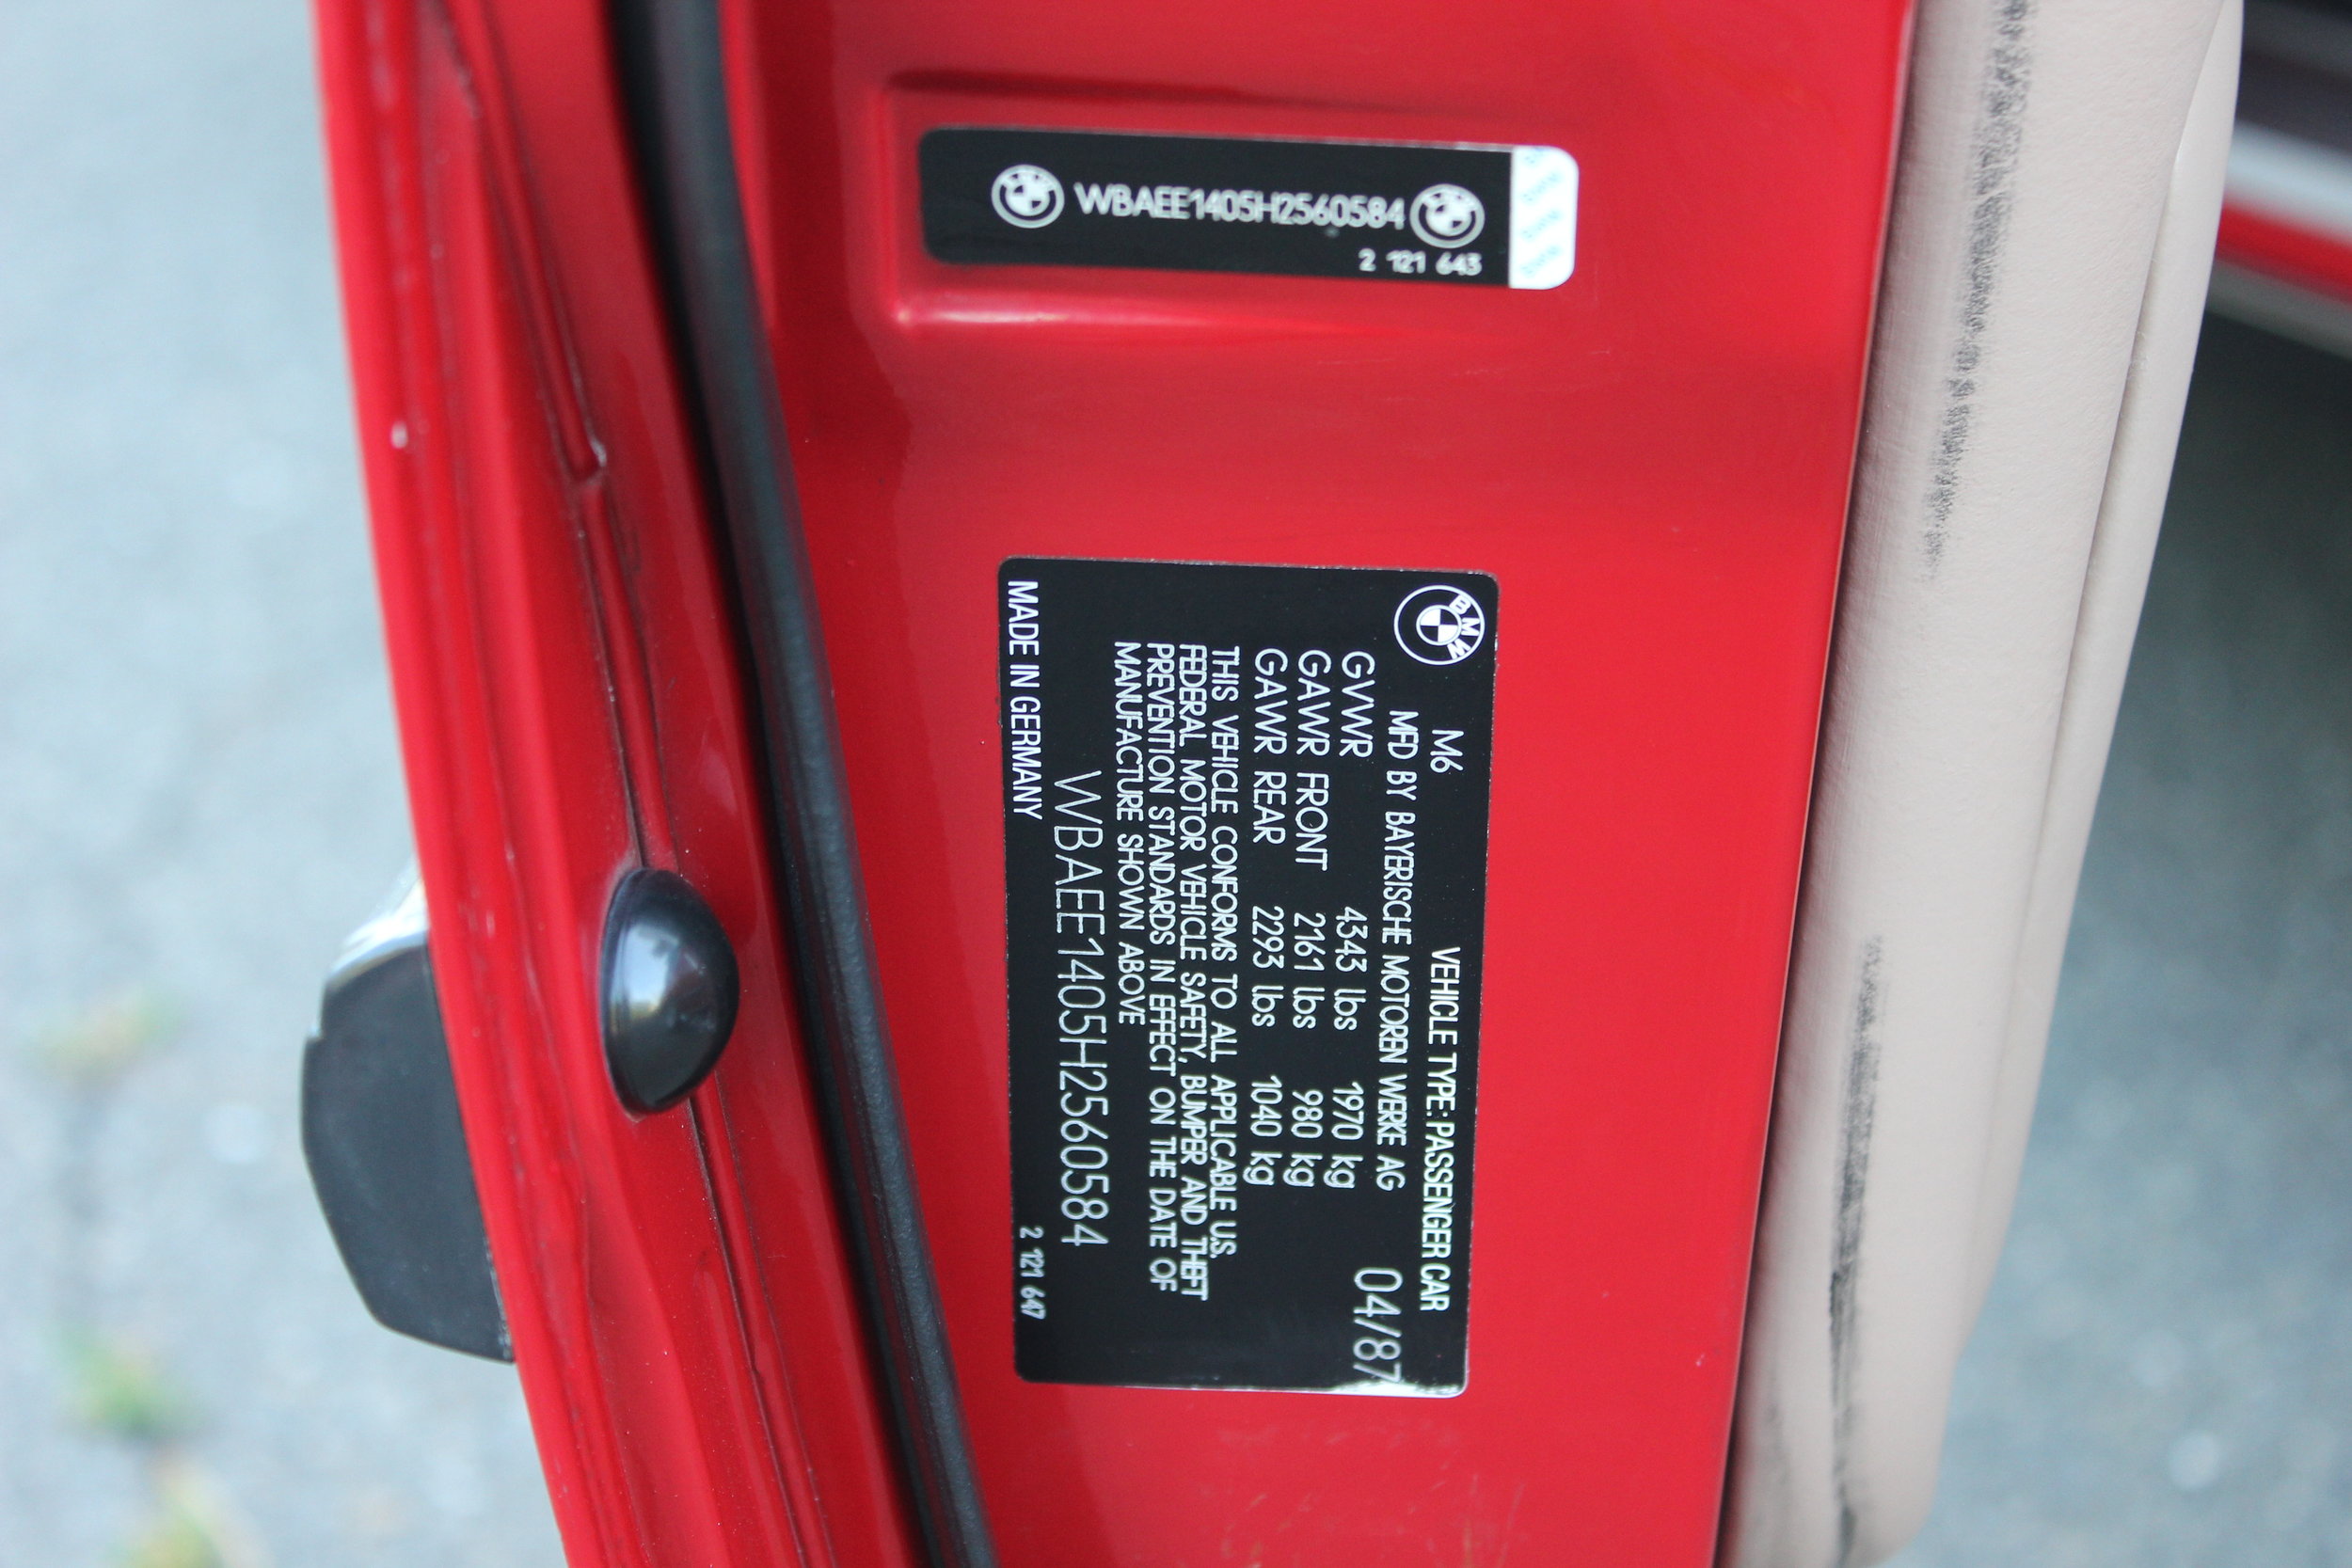 WBAEE1405H2560584
2 121 643
BMW
M6 VEHICLE TYPE: PASSENGER CAR
MFD BY BAYERISCHE MOTOREN WERKE AG 04/87
GVWR 4343 lbs 1970 kg
GAWR FRONT 2161 lbs 980 kg
GAWR REAR 2293 lbs 1040 kg
THIS VEHICLE CONFORMS TO ALL APPLICABLE U.S.
FEDERAL MOTOR VEHICLE SAFETY, BUMPER AND THEFT
PREVENTION STANDARDS IN EFFECT ON THE DATE OF
MANUFACTURE SHOWN ABOVE
WBAEE1405H2560584
MADE IN GERMANY 2 121 647